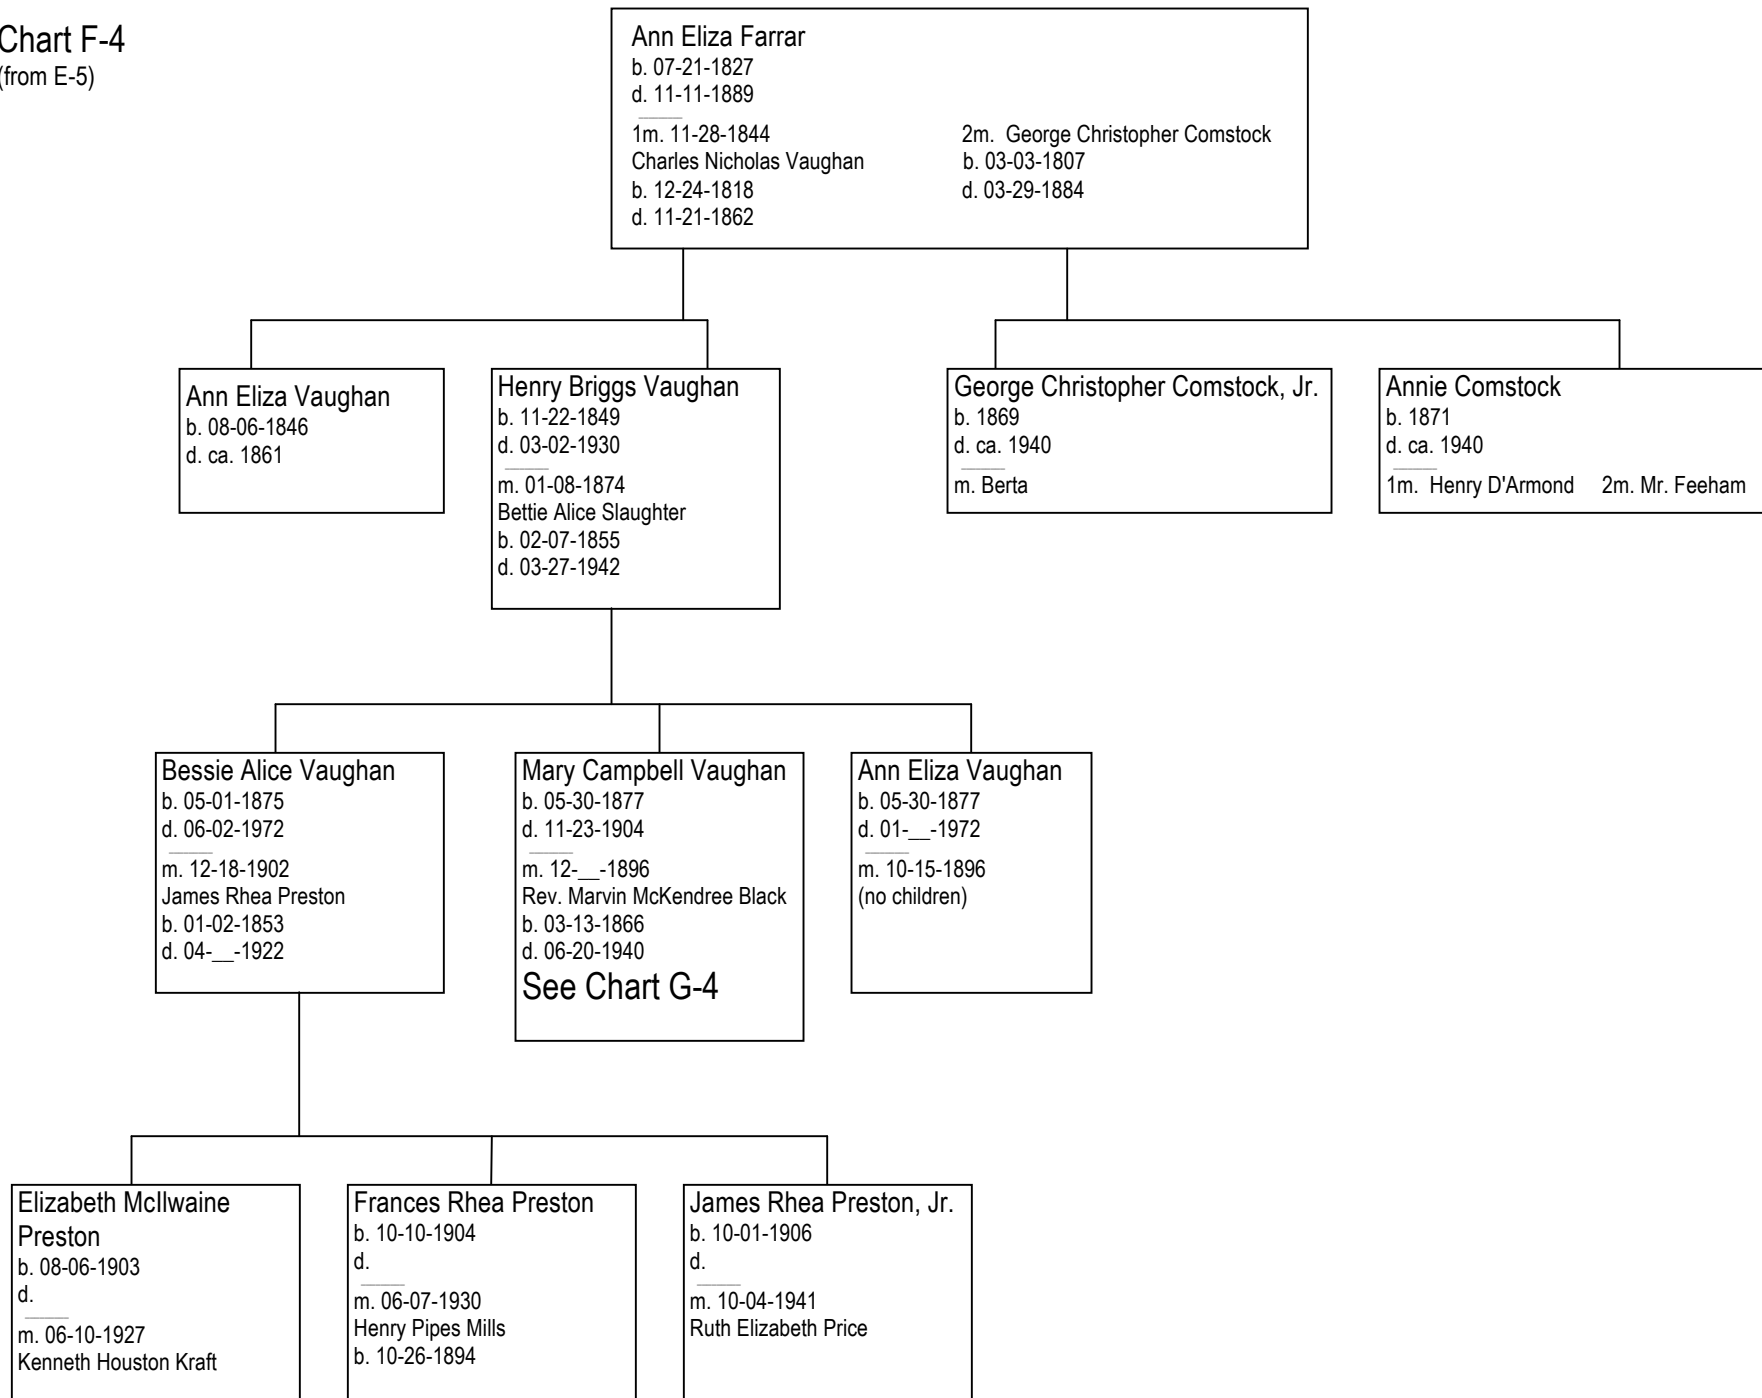 Chart F-4
(from E-5)
Ann Eliza Farrar
b. 07-21-1827
d. 11-11-1889
1m. 11-28-1844
Charles Nicholas Vaughan
b. 12-24-1818
d. 11-21-1862
2m. George Christopher Comstock
b. 03-03-1807
d. 03-29-1884
Ann Eliza Vaughan
b. 08-06-1846
d. ca. 1861
Henry Briggs Vaughan
b. 11-22-1849
d. 03-02-1930
m. 01-08-1874
Bettie Alice Slaughter
b. 02-07-1855
d. 03-27-1942
George Christopher Comstock, Jr.
b. 1869
d. ca. 1940
m. Berta
Annie Comstock
b. 1871
d. ca. 1940
1m. Henry D'Armond 2m. Mr. Feeham
Bessie Alice Vaughan
b. 05-01-1875
d. 06-02-1972
m. 12-18-1902
James Rhea Preston
b. 01-02-1853
d. 04-__-1922
Mary Campbell Vaughan
b. 05-30-1877
d. 11-23-1904
m. 12-__-1896
Rev. Marvin McKendree Black
b. 03-13-1866
d. 06-20-1940
See Chart G-4
Ann Eliza Vaughan
b. 05-30-1877
d. 01-__-1972
m. 10-15-1896
(no children)
Elizabeth McIlwaine
Preston
b. 08-06-1903
d.
m. 06-10-1927
Kenneth Houston Kraft
Frances Rhea Preston
b. 10-10-1904
d.
m. 06-07-1930
Henry Pipes Mills
b. 10-26-1894
James Rhea Preston, Jr.
b. 10-01-1906
d.
m. 10-04-1941
Ruth Elizabeth Price